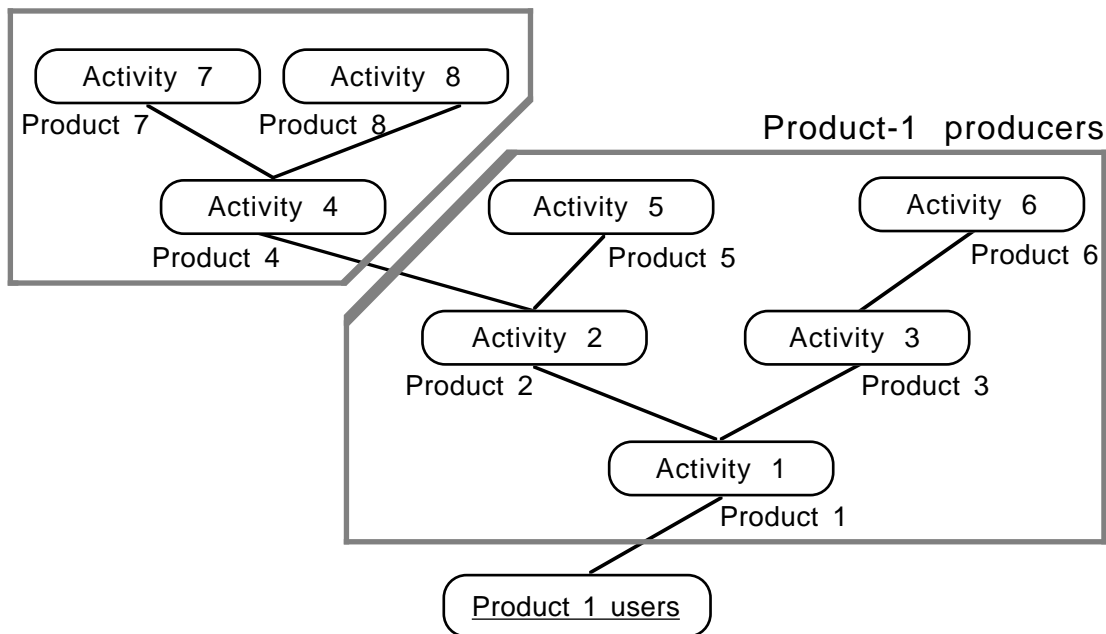 Activity 7
Activity 8
Product 7
Product 8
Product-1 producers
Activity 4
Activity 5
Activity 6
Product 4
Product 5
Product 6
Activity 2
Activity 3
Product 2
Product 3
Activity 1
Product 1
Product 1 users